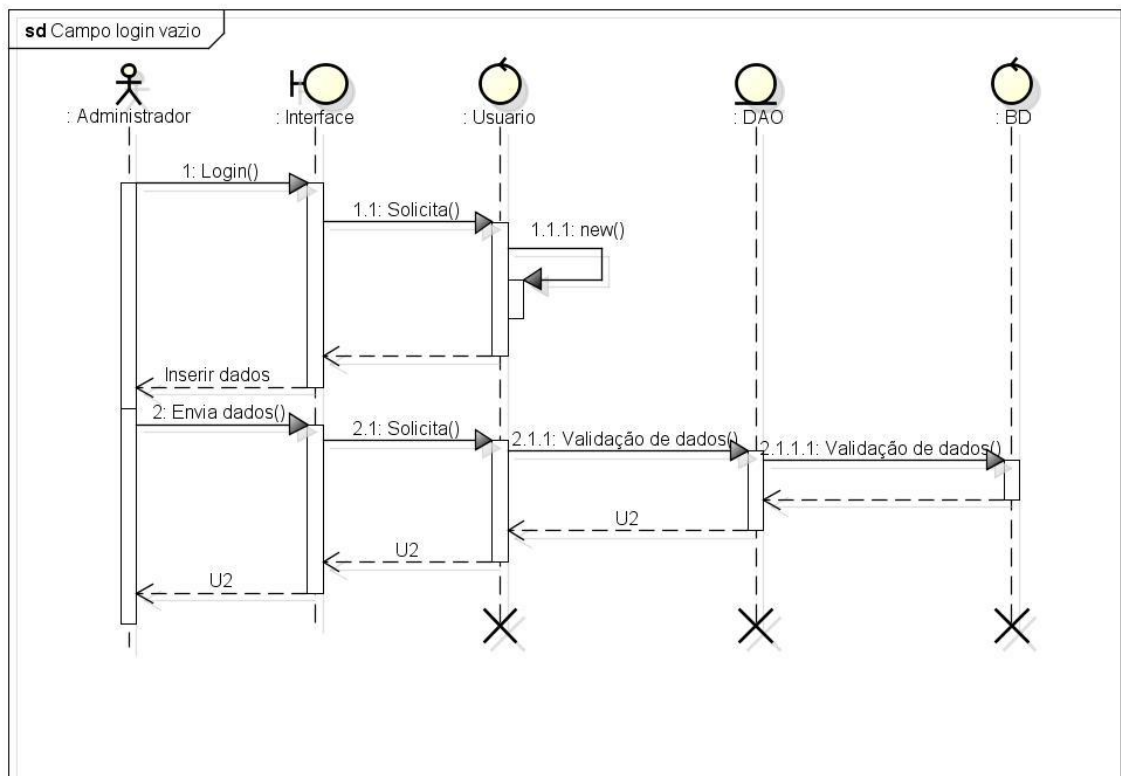 sd Campo login vazio
: Administrador
: Interface
: Usuario
: DAO
: BD
1: Login()
1.1: Solicita()
1.1.1: new()
Inserir dados
2: Envia dados()
2.1: Solicita()
2.1.1: Validação de dados()
2.1.1.1: Validação de dados()
U2
U2
U2